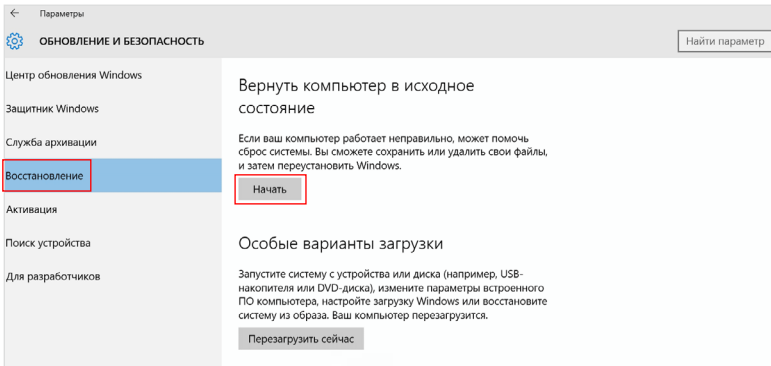 Параметры
ОБНОВЛЕНИЕ И БЕЗОПАСНОСТЬ
Найти параметр
Центр обновления Windows
Защитник Windows
Служба архивации
Восстановление
Активация
Поиск устройства
Для разработчиков
Вернуть компьютер в исходное
состояние
Если ваш компьютер работает неправильно, может помочь
сброс системы. Вы сможете сохранить или удалить свои файлы,
и затем переустановить Windows.
Начать
Особые варианты загрузки
Запустите систему с устройства или диска (например, USB-
накопителя или DVD-диска), измените параметры встроенного
ПО компьютера, настройте загрузку Windows или восстановите
систему из образа. Ваш компьютер перезагрузится.
Перезагрузить сейчас